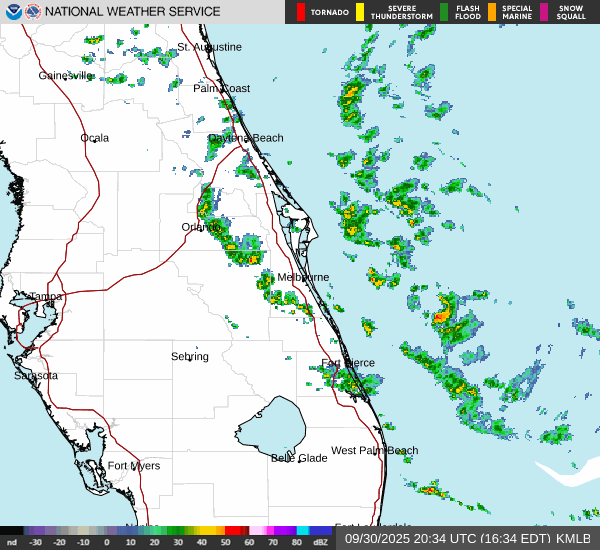 NATIONAL WEATHER SERVICE
TORNADO
SEVERE THUNDERSTORM
FLASH FLOOD
SPECIAL MARINE
SNOW SQUALL
St. Augustine
Gainesville
Palm Coast
Ocala
Daytona Beach
Orlando
Melbourne
Tampa
Sebring
Fort Pierce
Sarasota
West Palm Beach
Belle Glade
Fort Myers
Fort Lauderdale
nd -30 -20 -10 0 10 20 30 40 50 60 70 80 dBZ
09/30/2025 20:34 UTC (16:34 EDT) KMLB